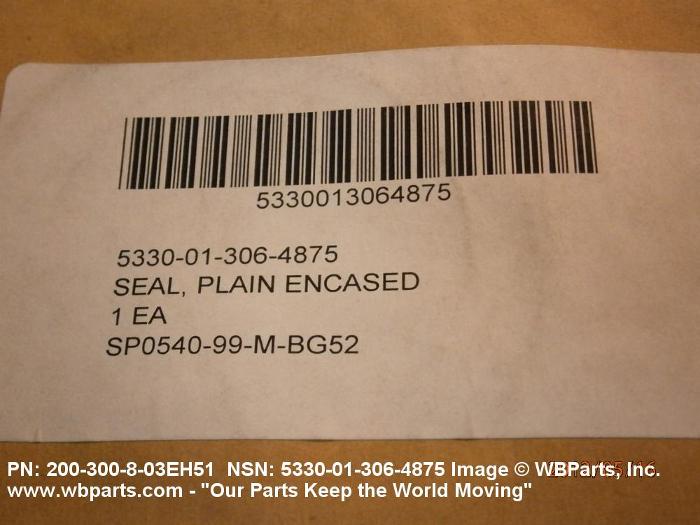 5330013064875
5330-01-306-4875
SEAL, PLAIN ENCASED
1 EA
SP0540-99-M-BG52
PN: 200-300-8-03EH51 NSN: 5330-01-306-4875 Image © WBParts, Inc.
www.wbparts.com - "Our Parts Keep the World Moving"